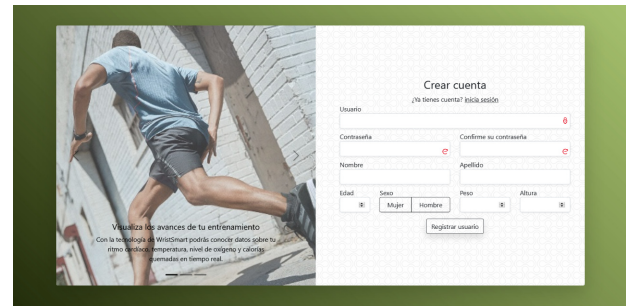 Crear cuenta
¿Ya tienes cuenta? Inicia sesión
Usuario
Contraseña Confirme su contraseña
Nombre Apellido
Edad Sexo Peso Altura
Mujer Hombre
Registrar usuario
Visualiza los avances de tu entrenamiento
Con la tecnología de WristSmart podrás conocer datos sobre tu
ritmo cardíaco, temperatura, nivel de oxígeno y calorías
quemadas en tiempo real.